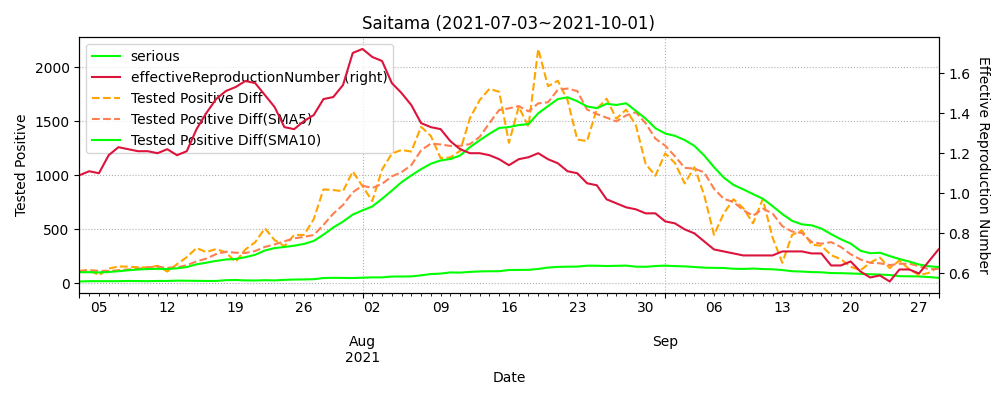 Saitama (2021-07-03~2021-10-01)
serious
effectiveReproductionNumber (right)
Tested Positive Diff
Tested Positive Diff(SMA5)
Tested Positive Diff(SMA10)
Tested Positive
2000
1500
1000
500
0
Effective Reproduction Number
1.6
1.4
1.2
1.0
0.8
0.6
05 12 19 26 02 09 16 23 30 06 13 20 27
Aug Sep
2021
Date